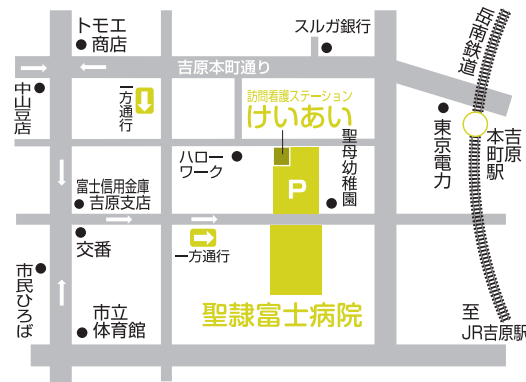 トモエ
商店
スルガ銀行
岳南鉄道
吉原本町通り
中山豆店
一方通行
訪問看護ステーション
けいあい
吉原
本町駅
東京電力
聖母幼稚園
ハロー
ワーク
P
富士信用金庫
吉原支店
交番
一方通行
市民ひろば
市立
体育館
聖隷富士病院
至
JR吉原駅